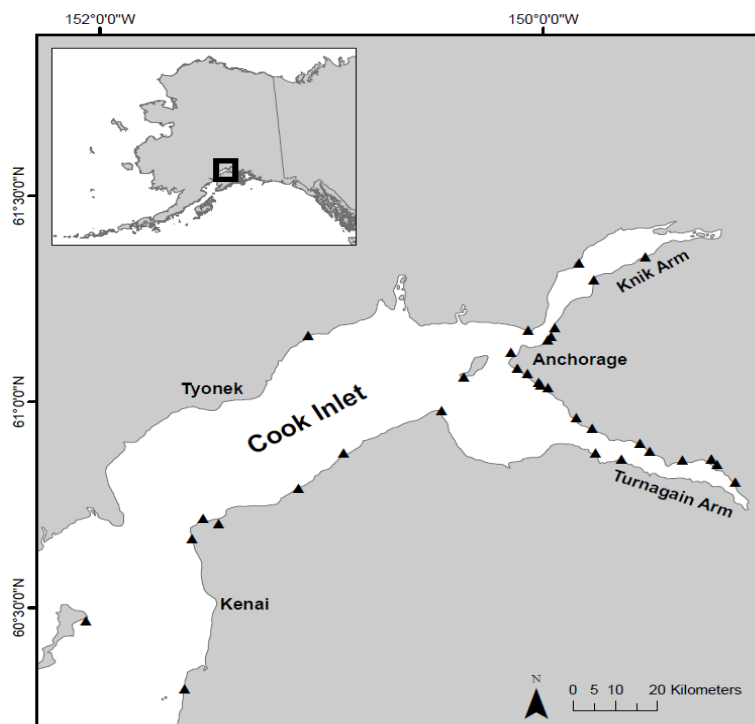 152°0'0"W
150°0'0"W
61°30'0"N
Knik Arm
Anchorage
Tyonek
61°0'0"N
Cook Inlet
Turnagain Arm
Kenai
60°30'0"N
N
0 5 10 20 Kilometers